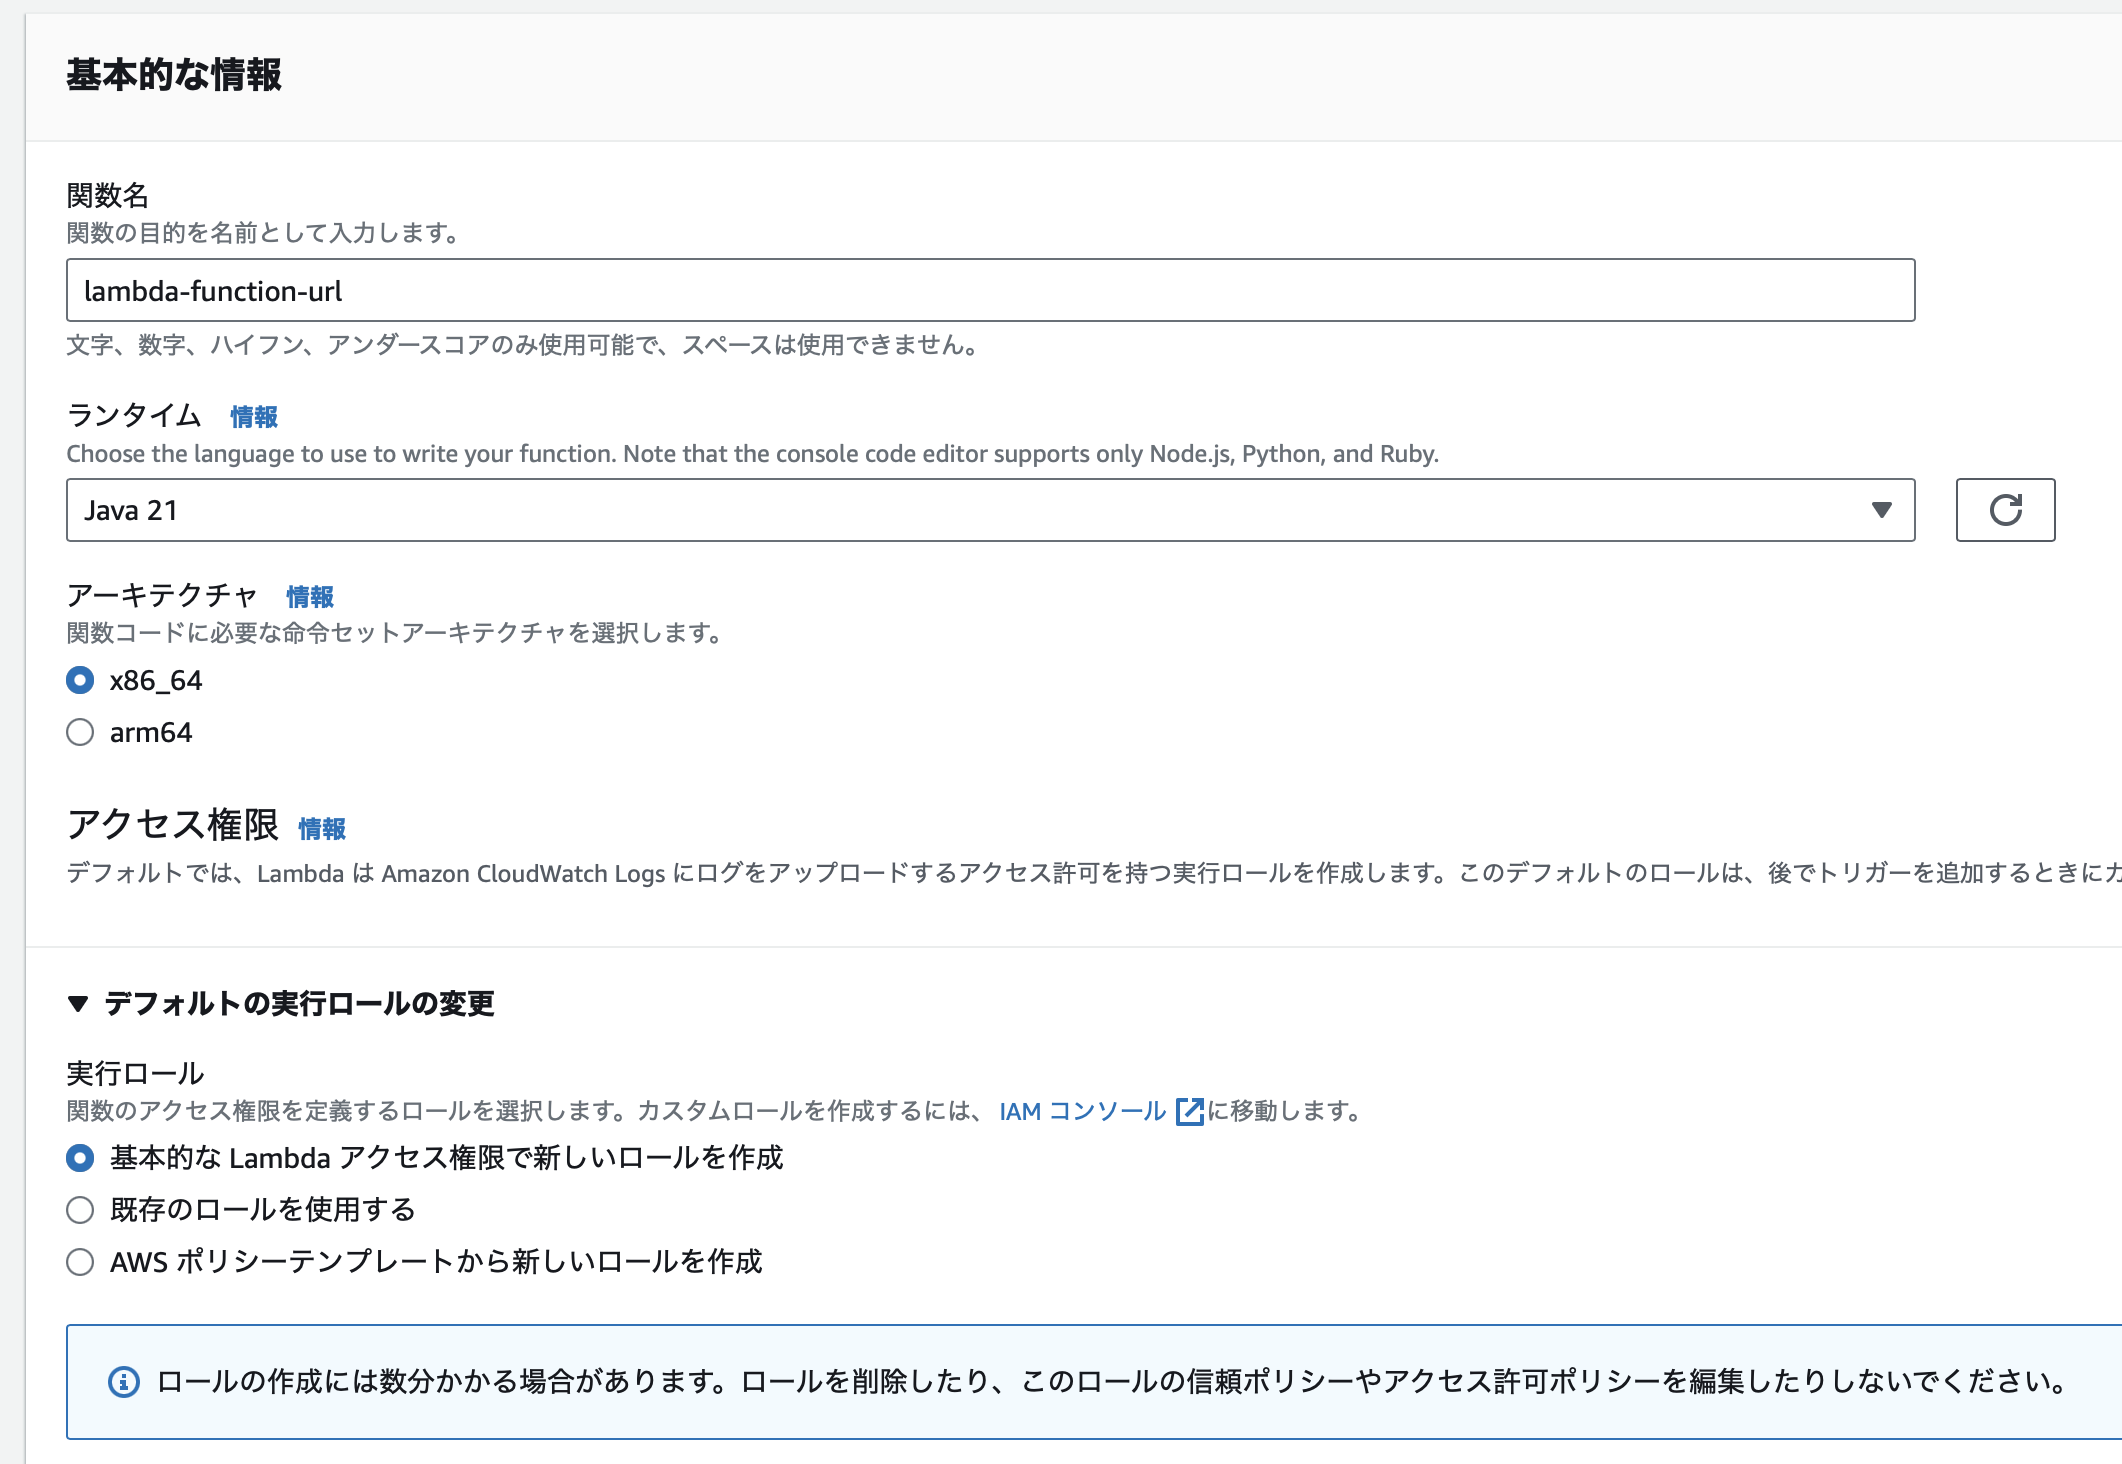 基本的な情報
関数名
関数の目的を名前として入力します。
lambda-function-url
文字、数字、ハイフン、アンダースコアのみ使用可能で、スペースは使用できません。
ランタイム 情報
Choose the language to use to write your function. Note that the console code editor supports only Node.js, Python, and Ruby.
Java 21
アーキテクチャ 情報
関数コードに必要な命令セットアーキテクチャを選択します。
x86_64
arm64
アクセス権限 情報
デフォルトでは、Lambda は Amazon CloudWatch Logs にログをアップロードするアクセス許可を持つ実行ロールを作成します。このデフォルトのロールは、後でトリガーを追加するときにカ
デフォルトの実行ロールの変更
実行ロール
関数のアクセス権限を定義するロールを選択します。カスタムロールを作成するには、 IAM コンソール に移動します。
基本的な Lambda アクセス権限で新しいロールを作成
既存のロールを使用する
AWS ポリシーテンプレートから新しいロールを作成
ロールの作成には数分かかる場合があります。ロールを削除したり、このロールの信頼ポリシーやアクセス許可ポリシーを編集したりしないでください。